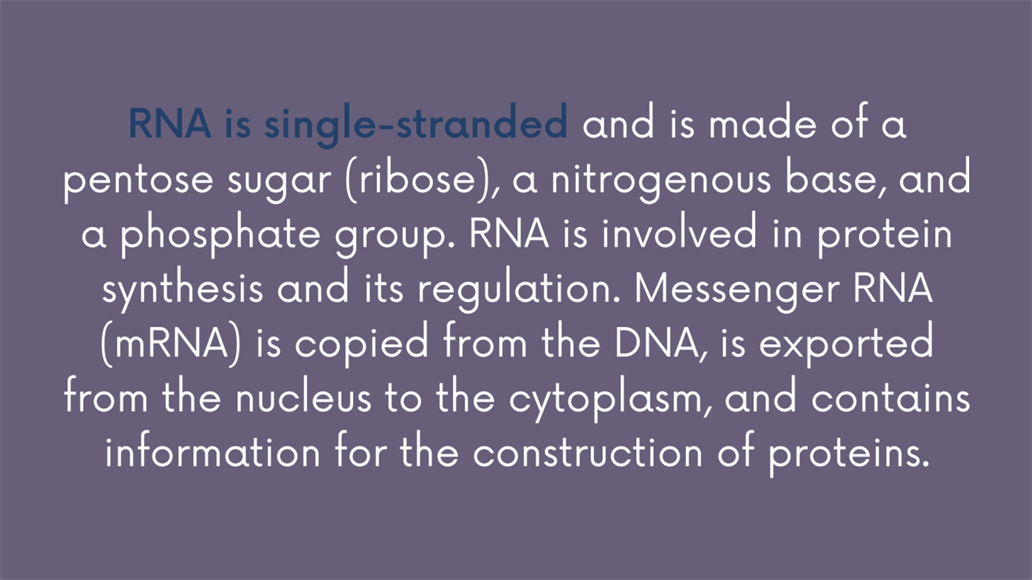 RNA is single-stranded and is made of a
pentose sugar (ribose), a nitrogenous base, and
a phosphate group. RNA is involved in protein
synthesis and its regulation. Messenger RNA
(mRNA) is copied from the DNA, is exported
from the nucleus to the cytoplasm, and contains
information for the construction of proteins.